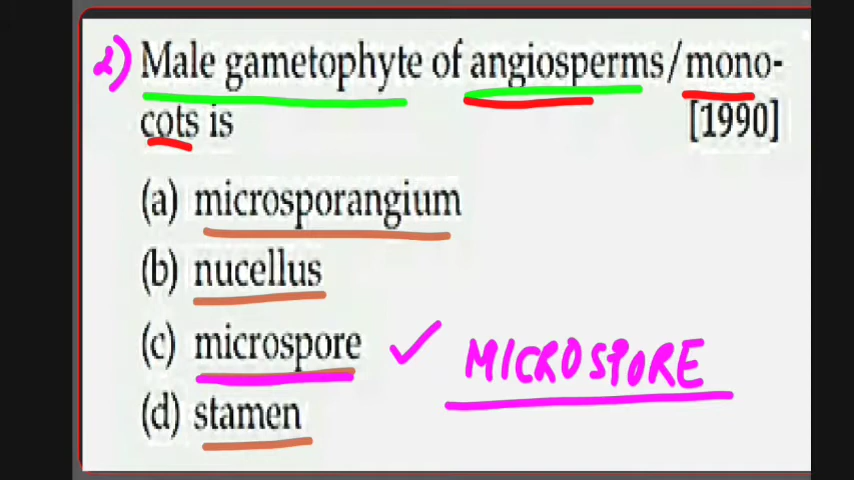 2) Male gametophyte of angiosperms/mono-
cots is [1990]
(a) microsporangium
(b) nucellus
(c) microspore ✓ MICROSPORE
(d) stamen